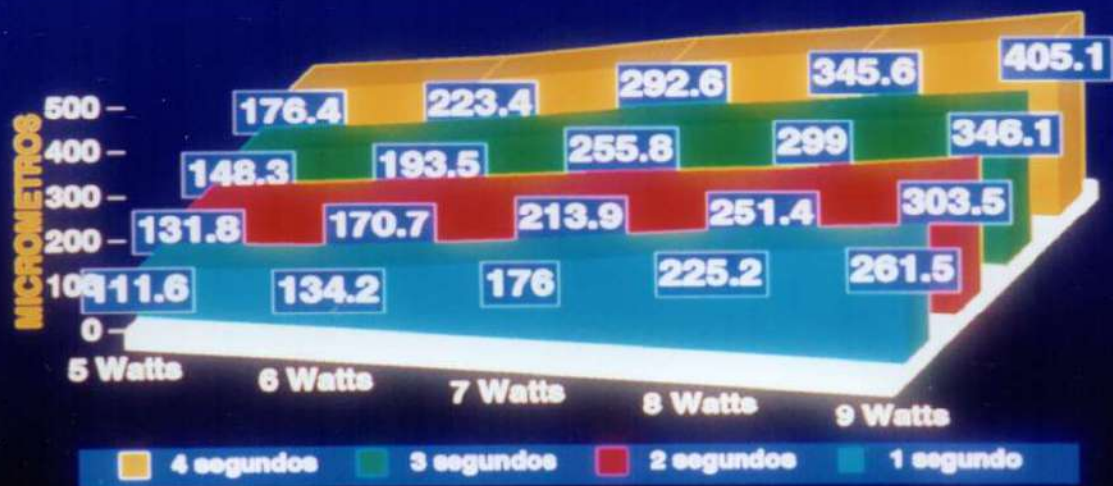 405.1
345.6
292.6
223.4
176.4
346.1
299
255.8
193.5
148.3
303.5
251.4
213.9
170.7
131.8
261.5
225.2
176
134.2
111.6
MICROMETROS
500
400
300
200
100
0
5 Watts
6 Watts
7 Watts
8 Watts
9 Watts
4 segundos
3 segundos
2 segundos
1 segundo